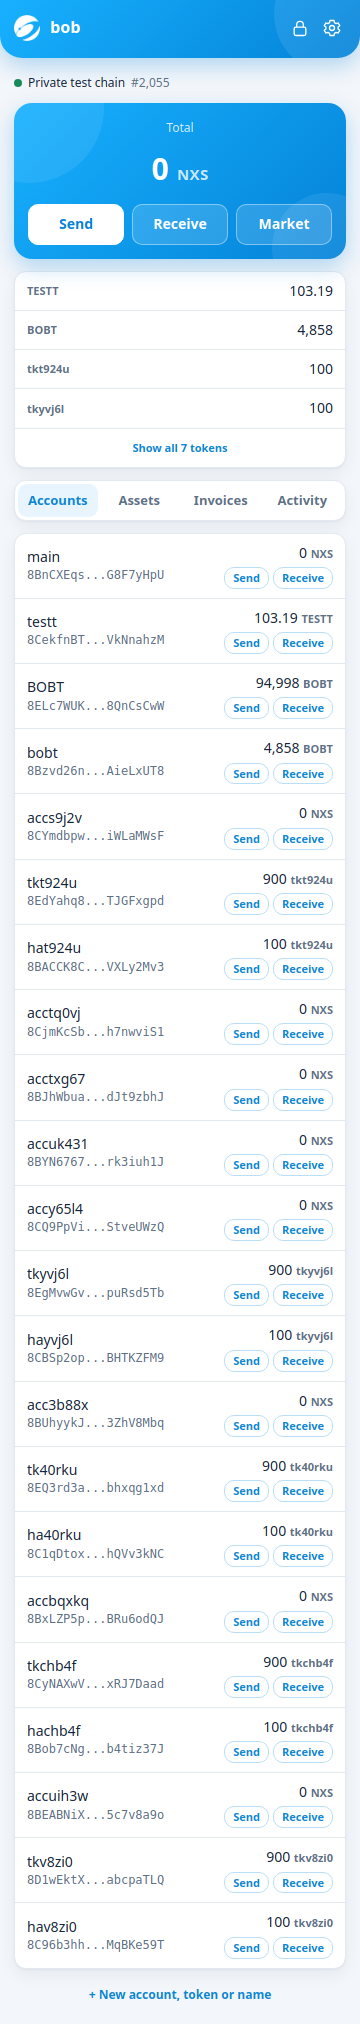 bob
Private test chain #2,055
Total
0 NXS
Send Receive Market
TESTT 103.19
BOBT 4,858
tkt924u 100
tkyvj6l 100
Show all 7 tokens
Accounts Assets Invoices Activity
main 0 NXS
8BnCXEqs...G8F7yHpU Send Receive
testt 103.19 TESTT
8CekfnBT...VkNnahzM Send Receive
BOBT 94,998 BOBT
8ELc7WUK...8QnCsCwW Send Receive
bobt 4,858 BOBT
8Bzvd26n...AieLxUT8 Send Receive
accs9j2v 0 NXS
8CYmdbpw...iWLaMWsF Send Receive
tkt924u 900 tkt924u
8EdYahq8...TJGFxgpd Send Receive
hat924u 100 tkt924u
8BACCK8C...VXLy2Mv3 Send Receive
acctq0vj 0 NXS
8CjmKcSb...h7nwviS1 Send Receive
acctxg67 0 NXS
8BJhWbua...dJt9zbhJ Send Receive
accuk431 0 NXS
8BYN6767...rk3iuh1J Send Receive
accy65l4 0 NXS
8CQ9PpVi...StveUWzQ Send Receive
tkyvj6l 900 tkyvj6l
8EgMvwGv...puRsd5Tb Send Receive
hayvj6l 100 tkyvj6l
8CBSp2op...BHTKZFM9 Send Receive
acc3b88x 0 NXS
8BUhyykJ...3ZhV8Mbq Send Receive
tk40rku 900 tk40rku
8EQ3rd3a...bhxqg1xd Send Receive
ha40rku 100 tk40rku
8C1qDtox...hQVv3kNC Send Receive
accbqxkq 0 NXS
8BxLZP5p...BRu6odQJ Send Receive
tkchb4f 900 tkchb4f
8CyNAXwV...xRJ7Daad Send Receive
hachb4f 100 tkchb4f
8Bob7cNg...b4tiz37J Send Receive
accuih3w 0 NXS
8BEABNiX...5c7v8a9o Send Receive
tkv8zi0 900 tkv8zi0
8D1wEktX...abcpaTLQ Send Receive
hav8zi0 100 tkv8zi0
8C96b3hh...MqBKe59T Send Receive
+ New account, token or name